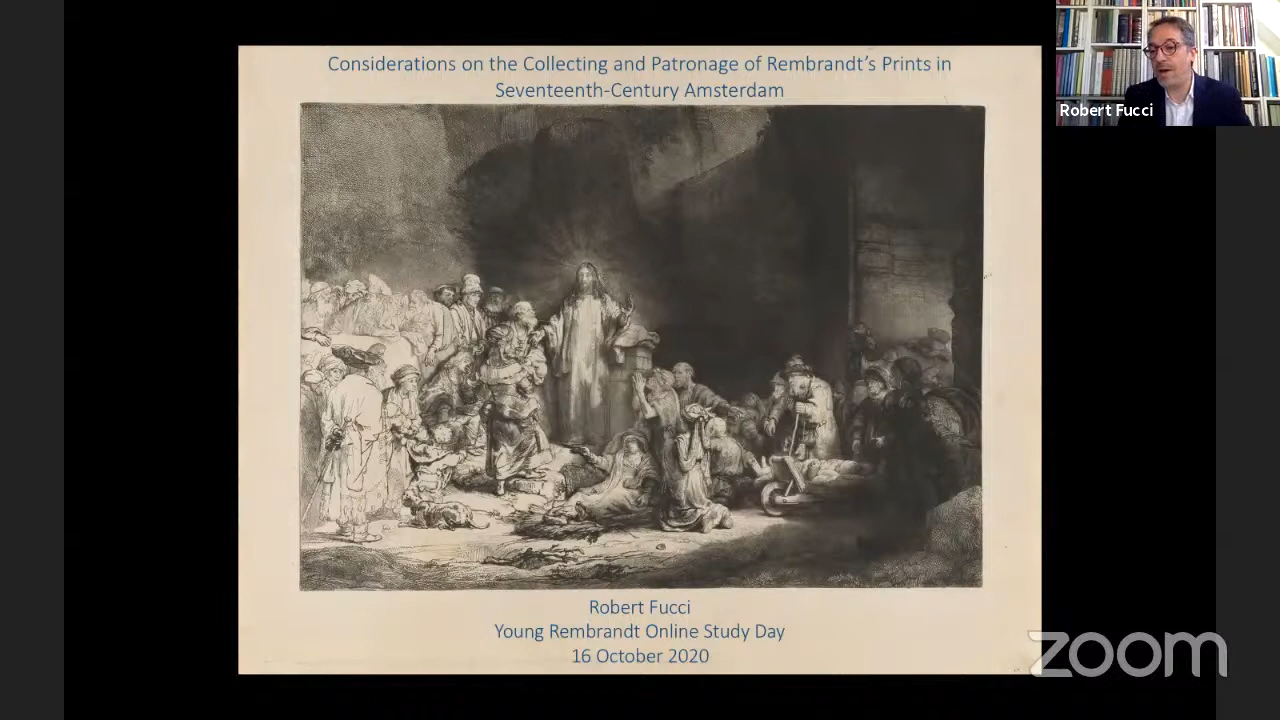 Considerations on the Collecting and Patronage of Rembrandt's Prints in
Seventeenth-Century Amsterdam
Robert Fucci
Robert Fucci
Young Rembrandt Online Study Day
16 October 2020
zoom